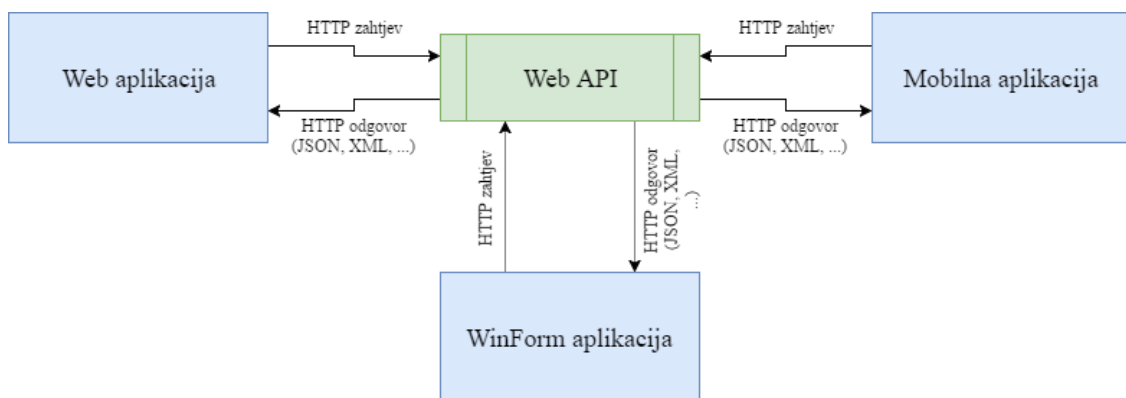 HTTP zahtjev
HTTP zahtjev
Web aplikacija
Web API
Mobilna aplikacija
HTTP odgovor
(JSON, XML, ...)
HTTP odgovor
(JSON, XML, ...)
HTTP zahtjev
HTTP odgovor
(JSON, XML,
...)
WinForm aplikacija